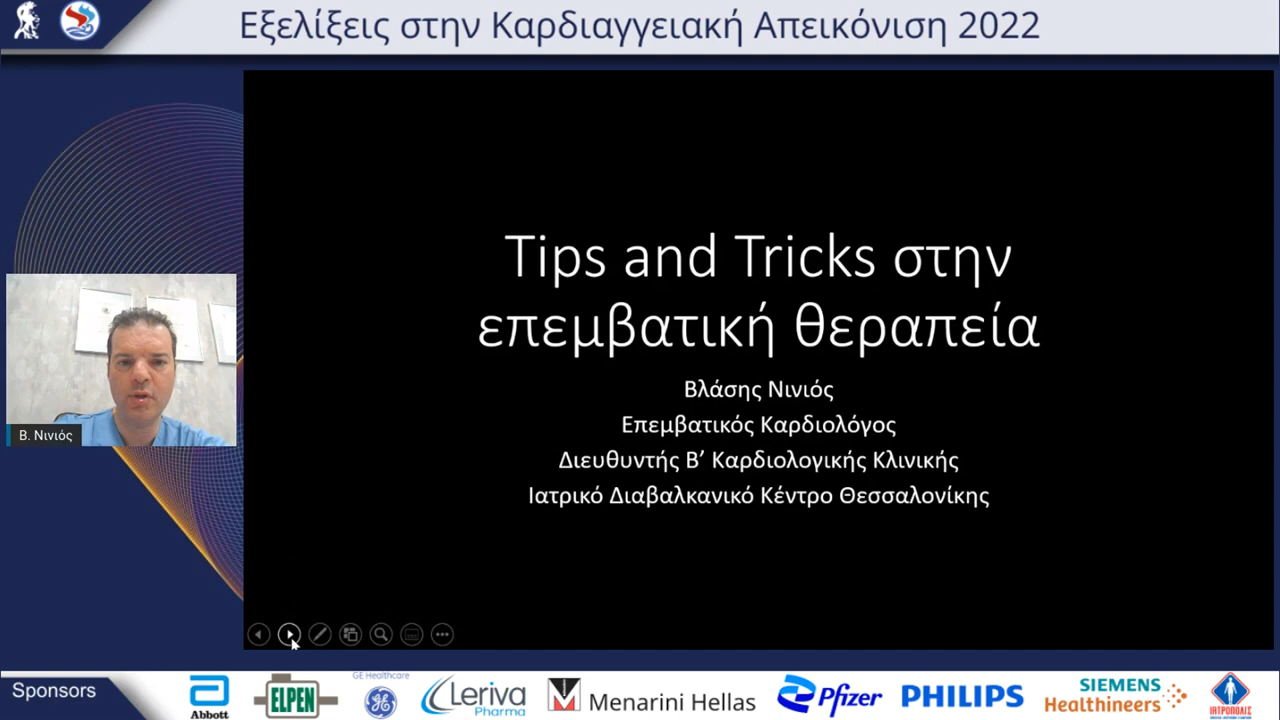 Εξελίξεις στην Καρδιαγγειακή Απεικόνιση 2022
Tips and Tricks στην
επεμβατική θεραπεία
Βλάσης Νινιός
Επεμβατικός Καρδιολόγος
Διευθυντής Β’ Καρδιολογικής Κλινικής
Ιατρικό Διαβαλκανικό Κέντρο Θεσσαλονίκης
Β. Νινιός
Sponsors
Abbott
ELPEN
GE Healthcare
Leriva
Pharma
Menarini Hellas
Pfizer
PHILIPS
SIEMENS
Healthineers
ΙΑΤΡΟΠΟΛΙΣ